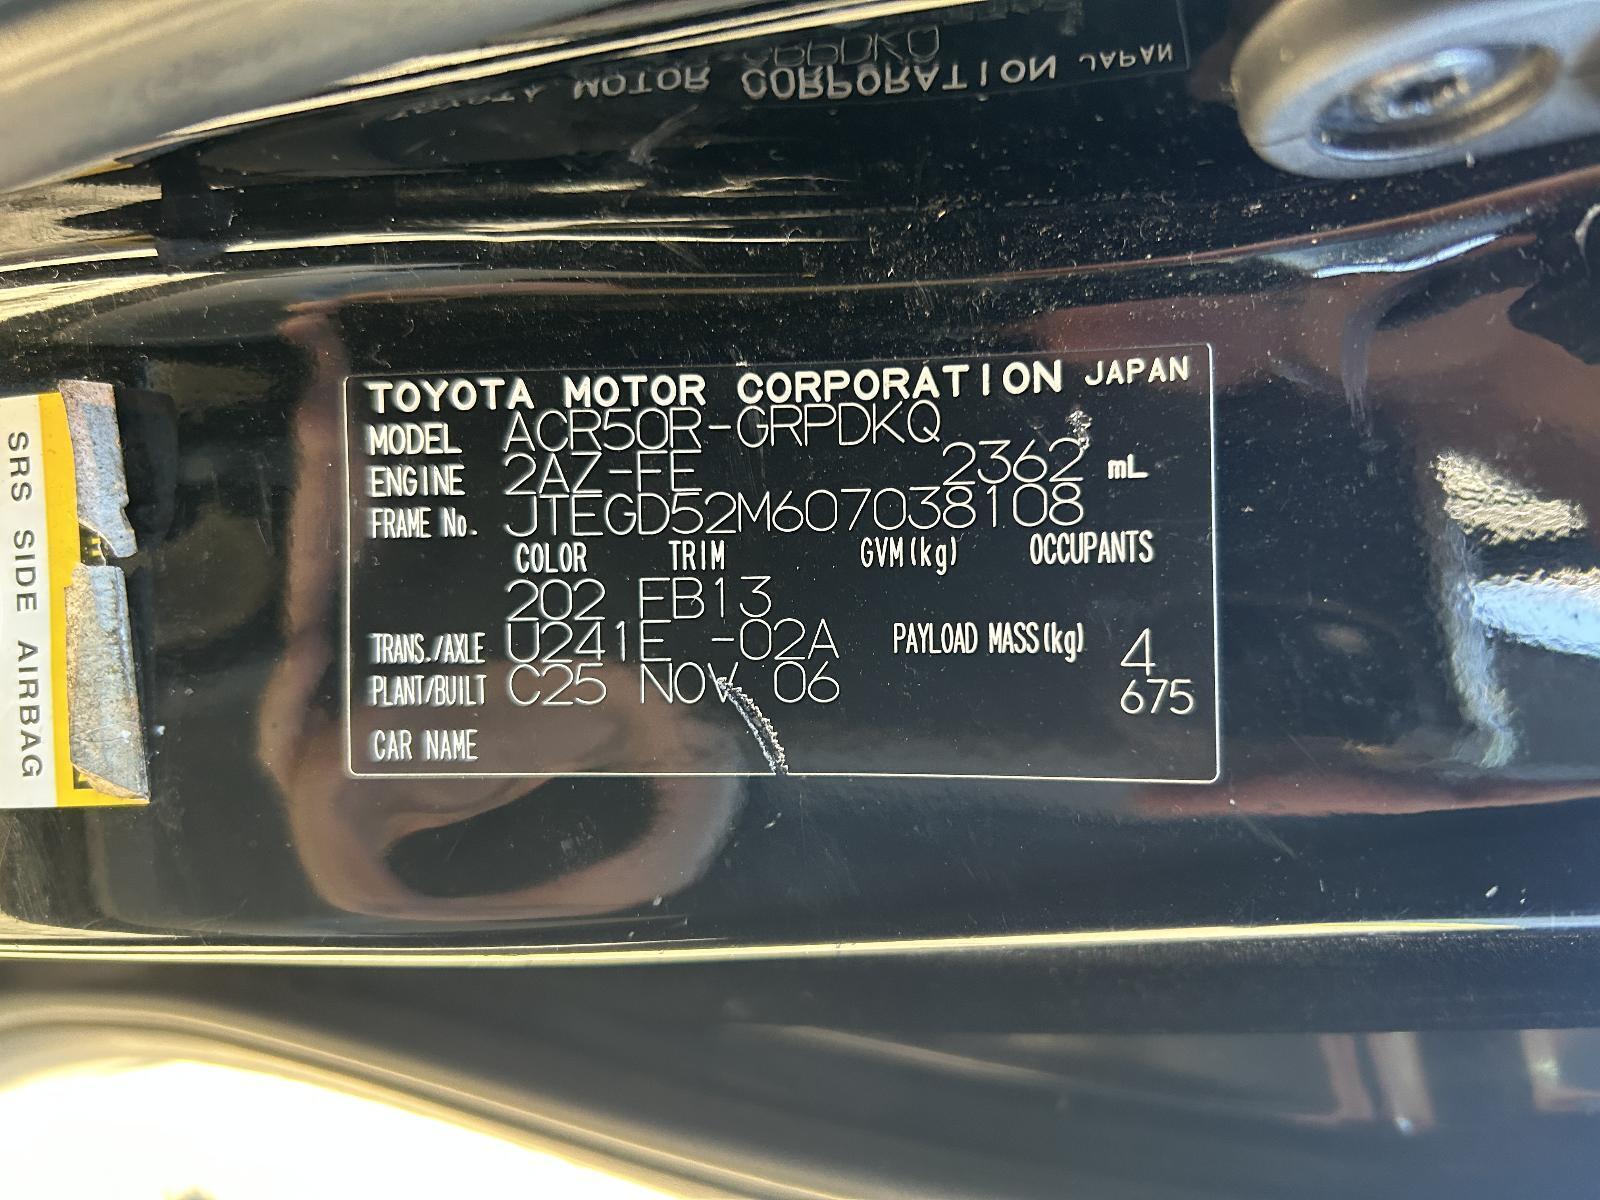 TOYOTA MOTOR CORPORATION JAPAN
MODEL ACR50R-GRPDKQ
ENGINE 2AZ-FE 2362 mL
FRAME No. JTEGD52M607038108
COLOR TRIM GVM(kg) OCCUPANTS
202 FB13
TRANS./AXLE U241E -02A PAYLOAD MASS(kg) 4
PLANT/BUILT C25 NOV 06 675
CAR NAME
SRS SIDE AIRBAG